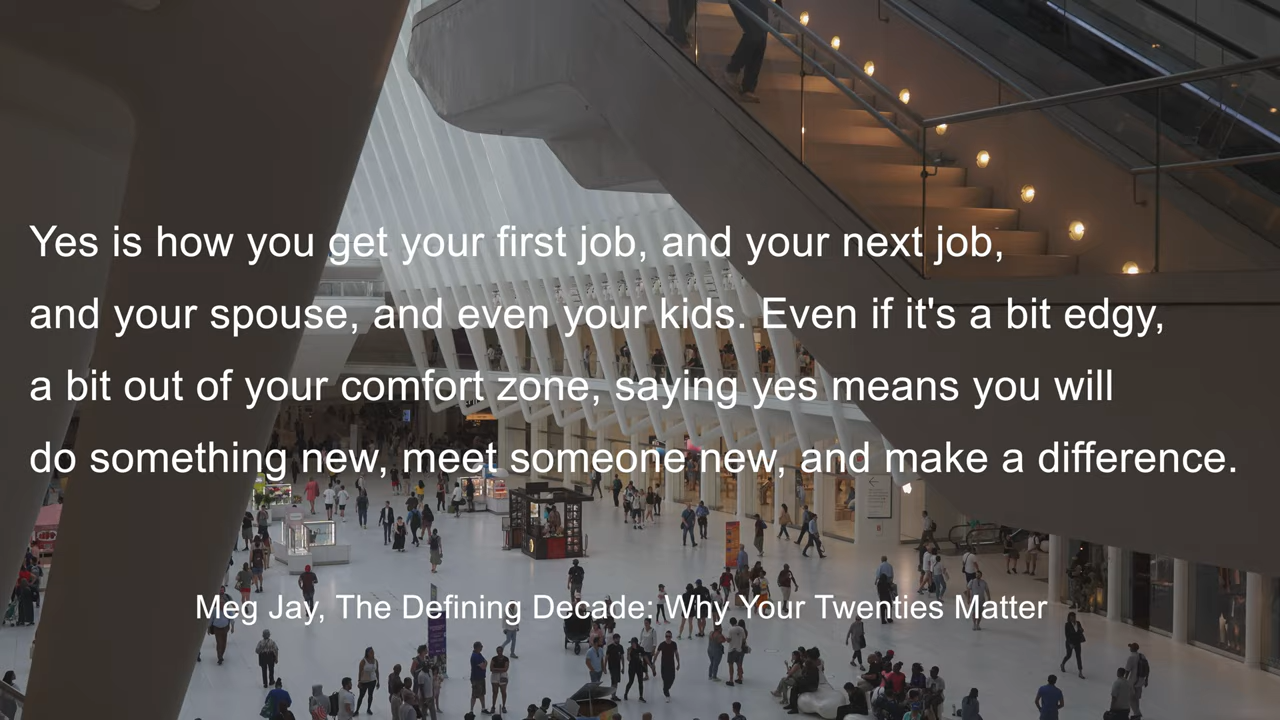 Yes is how you get your first job, and your next job,
and your spouse, and even your kids. Even if it's a bit edgy,
a bit out of your comfort zone, saying yes means you will
do something new, meet someone new, and make a difference.
Meg Jay, The Defining Decade: Why Your Twenties Matter